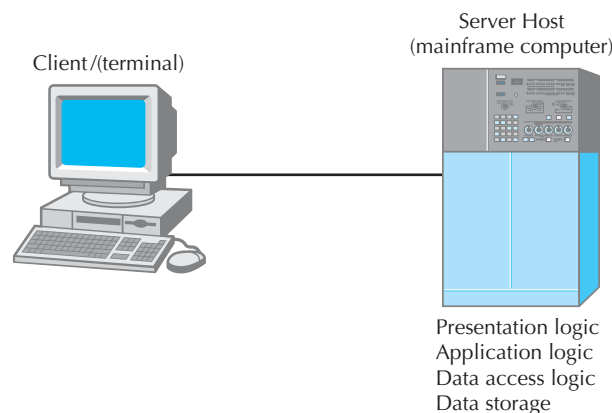 Server Host
(mainframe computer)
Client/(terminal)
Presentation logic
Application logic
Data access logic
Data storage